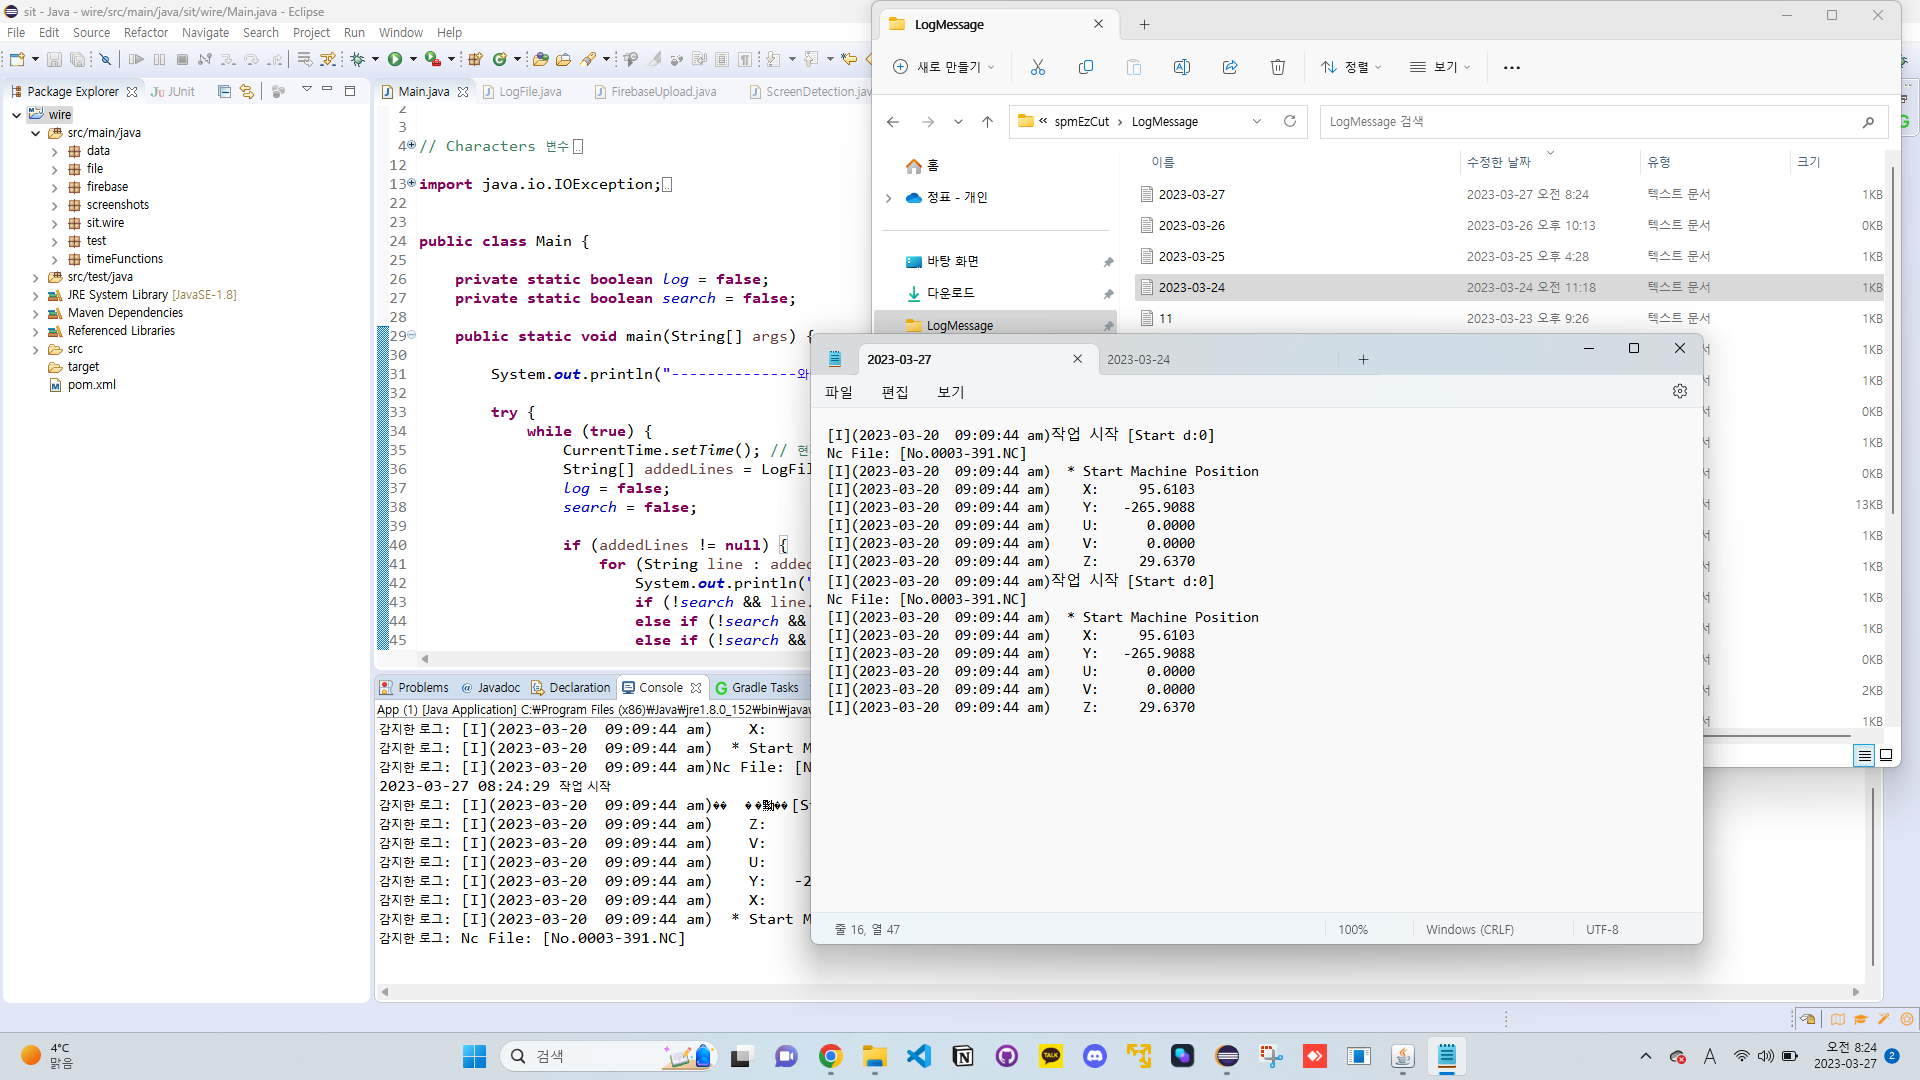 sit - Java - wire/src/main/java/sit/wire/Main.java - Eclipse
File Edit Source Refactor Navigate Search Project Run Window Help
Package Explorer JUnit
wire
src/main/java
data
file
firebase
screenshots
sit.wire
test
timeFunctions
src/test/java
JRE System Library [JavaSE-1.8]
Maven Dependencies
Referenced Libraries
src
target
pom.xml
Main.java LogFile.java FirebaseUpload.java ScreenDetection.jav
2
3
4 // Characters 변수
12
13 import java.io.IOException;
22
23
24 public class Main {
25
26 private static boolean log = false;
27 private static boolean search = false;
28
29 public static void main(String[] args) {
30
31 System.out.println("--------------와
32
33 try {
34 while (true) {
35 CurrentTime.setTime(); // 현
36 String[] addedLines = LogFil
37 log = false;
38 search = false;
39
40 if (addedLines != null) {
41 for (String line : added
42 System.out.println("
43 if (!search && line.
44 else if (!search &&
45 else if (!search &&
Problems Javadoc Declaration Console Gradle Tasks
App (1) [Java Application] C:₩Program Files (x86)₩Java₩jre1.8.0_152₩bin₩javaw
감지한 로그: [I](2023-03-20  09:09:44 am)    X:
감지한 로그: [I](2023-03-20  09:09:44 am)  * Start M
감지한 로그: [I](2023-03-20  09:09:44 am)Nc File: [N
2023-03-27 08:24:29 작업 시작
감지한 로그: [I](2023-03-20  09:09:44 am) [S
감지한 로그: [I](2023-03-20  09:09:44 am)    Z:
감지한 로그: [I](2023-03-20  09:09:44 am)    V:
감지한 로그: [I](2023-03-20  09:09:44 am)    U:
감지한 로그: [I](2023-03-20  09:09:44 am)    Y:   -2
감지한 로그: [I](2023-03-20  09:09:44 am)    X:
감지한 로그: [I](2023-03-20  09:09:44 am)  * Start M
감지한 로그: Nc File: [No.0003-391.NC]
LogMessage
새로 만들기 정렬 보기
« spmEzCut › LogMessage
LogMessage 검색
홈
정표 - 개인
바탕 화면
다운로드
LogMessage
이름 수정한 날짜 유형 크기
2023-03-27 2023-03-27 오전 8:24 텍스트 문서 1KB
2023-03-26 2023-03-26 오후 10:13 텍스트 문서 0KB
2023-03-25 2023-03-25 오후 4:28 텍스트 문서 1KB
2023-03-24 2023-03-24 오전 11:18 텍스트 문서 1KB
11 2023-03-23 오후 9:26 텍스트 문서 1KB
1KB
1KB
0KB
1KB
0KB
13KB
1KB
1KB
1KB
1KB
0KB
2KB
1KB
2023-03-27 2023-03-24
파일 편집 보기
[I](2023-03-20  09:09:44 am)작업 시작 [Start d:0]
Nc File: [No.0003-391.NC]
[I](2023-03-20  09:09:44 am)  * Start Machine Position
[I](2023-03-20  09:09:44 am)    X:     95.6103
[I](2023-03-20  09:09:44 am)    Y:   -265.9088
[I](2023-03-20  09:09:44 am)    U:      0.0000
[I](2023-03-20  09:09:44 am)    V:      0.0000
[I](2023-03-20  09:09:44 am)    Z:     29.6370
[I](2023-03-20  09:09:44 am)작업 시작 [Start d:0]
Nc File: [No.0003-391.NC]
[I](2023-03-20  09:09:44 am)  * Start Machine Position
[I](2023-03-20  09:09:44 am)    X:     95.6103
[I](2023-03-20  09:09:44 am)    Y:   -265.9088
[I](2023-03-20  09:09:44 am)    U:      0.0000
[I](2023-03-20  09:09:44 am)    V:      0.0000
[I](2023-03-20  09:09:44 am)    Z:     29.6370
줄 16, 열 47 100% Windows (CRLF) UTF-8
4°C
맑음
검색
TALK
A
오전 8:24
2023-03-27
2